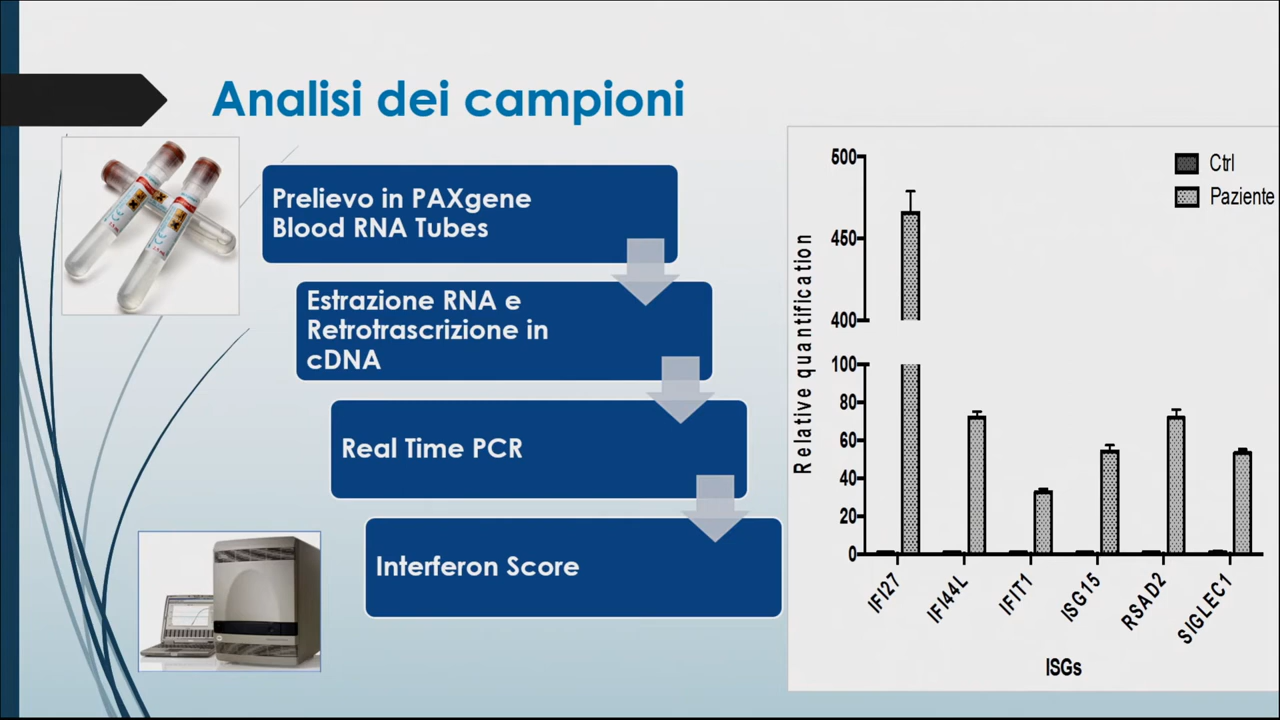 Analisi dei campioni
Prelievo in PAXgene
Blood RNA Tubes
Estrazione RNA e
Retrotrascrizione in
cDNA
Real Time PCR
Interferon Score
Ctrl
Paziente
Relative quantification
500
450
400
100
80
60
40
20
0
IFI27
IFI44L
IFIT1
ISG15
RSAD2
SIGLEC1
ISGs